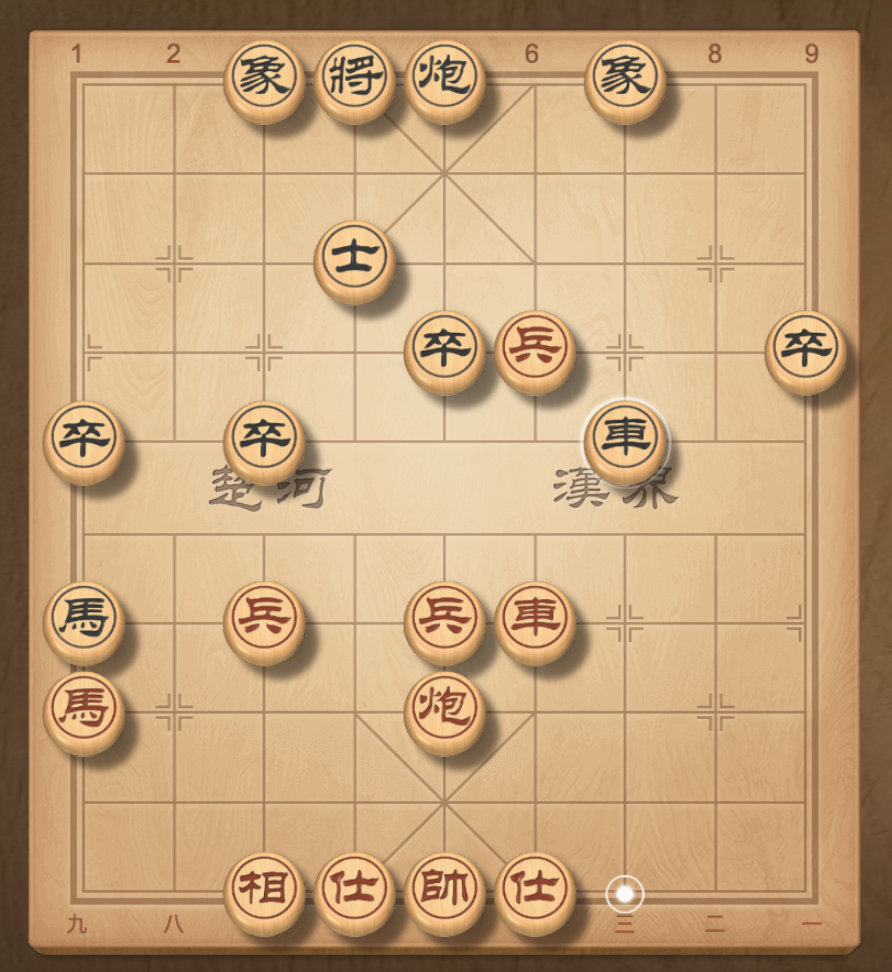 1 2 6 8 9
象 將 炮 象
士
卒 兵 卒
卒 卒 車
楚河 漢界
馬 兵 兵 車
馬 炮
相 仕 帥 仕
九 八 三 二 一